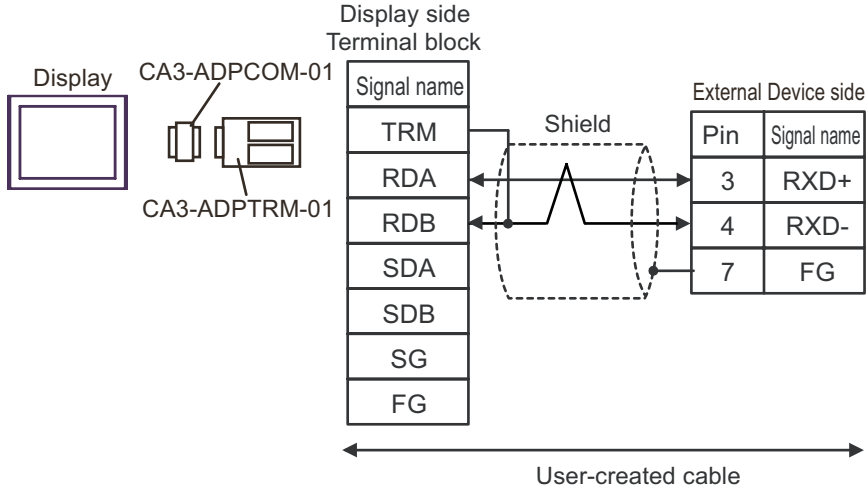 Display side
Terminal block
Display
CA3-ADPCOM-01
CA3-ADPTRM-01
Signal name
TRM
RDA
RDB
SDA
SDB
SG
FG
Shield
External Device side
Pin Signal name
3 RXD+
4 RXD-
7 FG
User-created cable